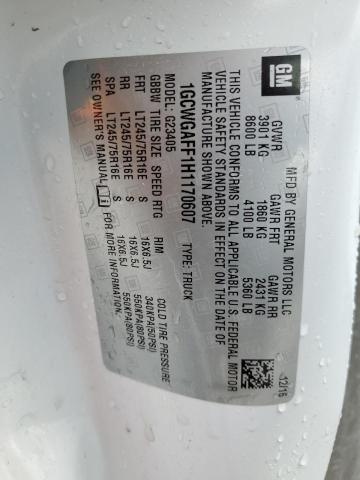 GM
MFD BY GENERAL MOTORS LLC
12/16
GVWR GAWR FRT GAWR RR
3901 KG 1860 KG 2431 KG
8600 LB 4100 LB 5360 LB
THIS VEHICLE CONFORMS TO ALL APPLICABLE U.S. FEDERAL MOTOR
VEHICLE SAFETY STANDARDS IN EFFECT ON THE DATE OF
MANUFACTURE SHOWN ABOVE.
1GCWGAFF1H1170607 TYPE: TRUCK
G23405
GBBW TIRE SIZE SPEED RTG RIM COLD TIRE PRESSURE
FRT LT245/75R16E S 16X6.5J 340KPA(50PSI)
RR LT245/75R16E S 16X6.5J 550KPA(80PSI)
SPA LT245/75R16E S 16X6.5J 550KPA(80PSI)
SEE OWNER'S MANUAL FOR MORE INFORMATION.